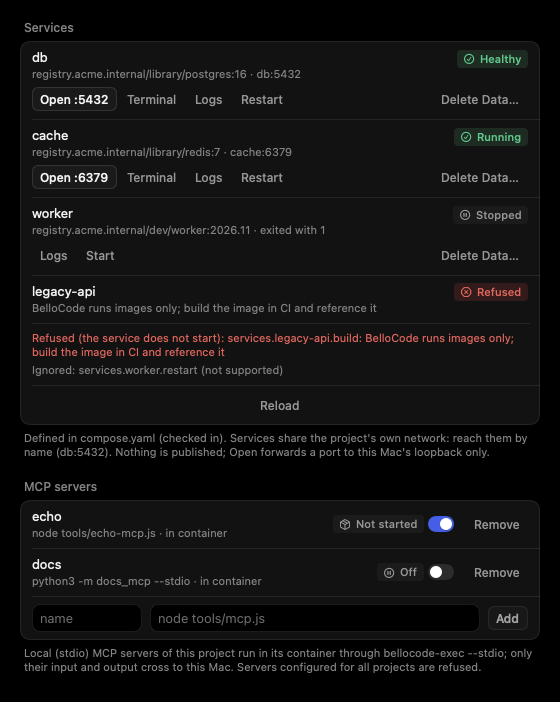 Services
db
Healthy
registry.acme.internal/library/postgres:16 · db:5432
Open :5432 Terminal Logs Restart Delete Data...
cache
Running
registry.acme.internal/library/redis:7 · cache:6379
Open :6379 Terminal Logs Restart Delete Data...
worker
Stopped
registry.acme.internal/dev/worker:2026.11 · exited with 1
Logs Start Delete Data...
legacy-api
Refused
BelloCode runs images only; build the image in CI and reference it
Refused (the service does not start): services.legacy-api.build: BelloCode runs images only;
build the image in CI and reference it
Ignored: services.worker.restart (not supported)
Reload
Defined in compose.yaml (checked in). Services share the project's own network: reach them by
name (db:5432). Nothing is published; Open forwards a port to this Mac's loopback only.
MCP servers
echo
Not started Remove
node tools/echo-mcp.js · in container
docs
Off Remove
python3 -m docs_mcp --stdio · in container
name node tools/mcp.js Add
Local (stdio) MCP servers of this project run in its container through bellocode-exec --stdio; only
their input and output cross to this Mac. Servers configured for all projects are refused.